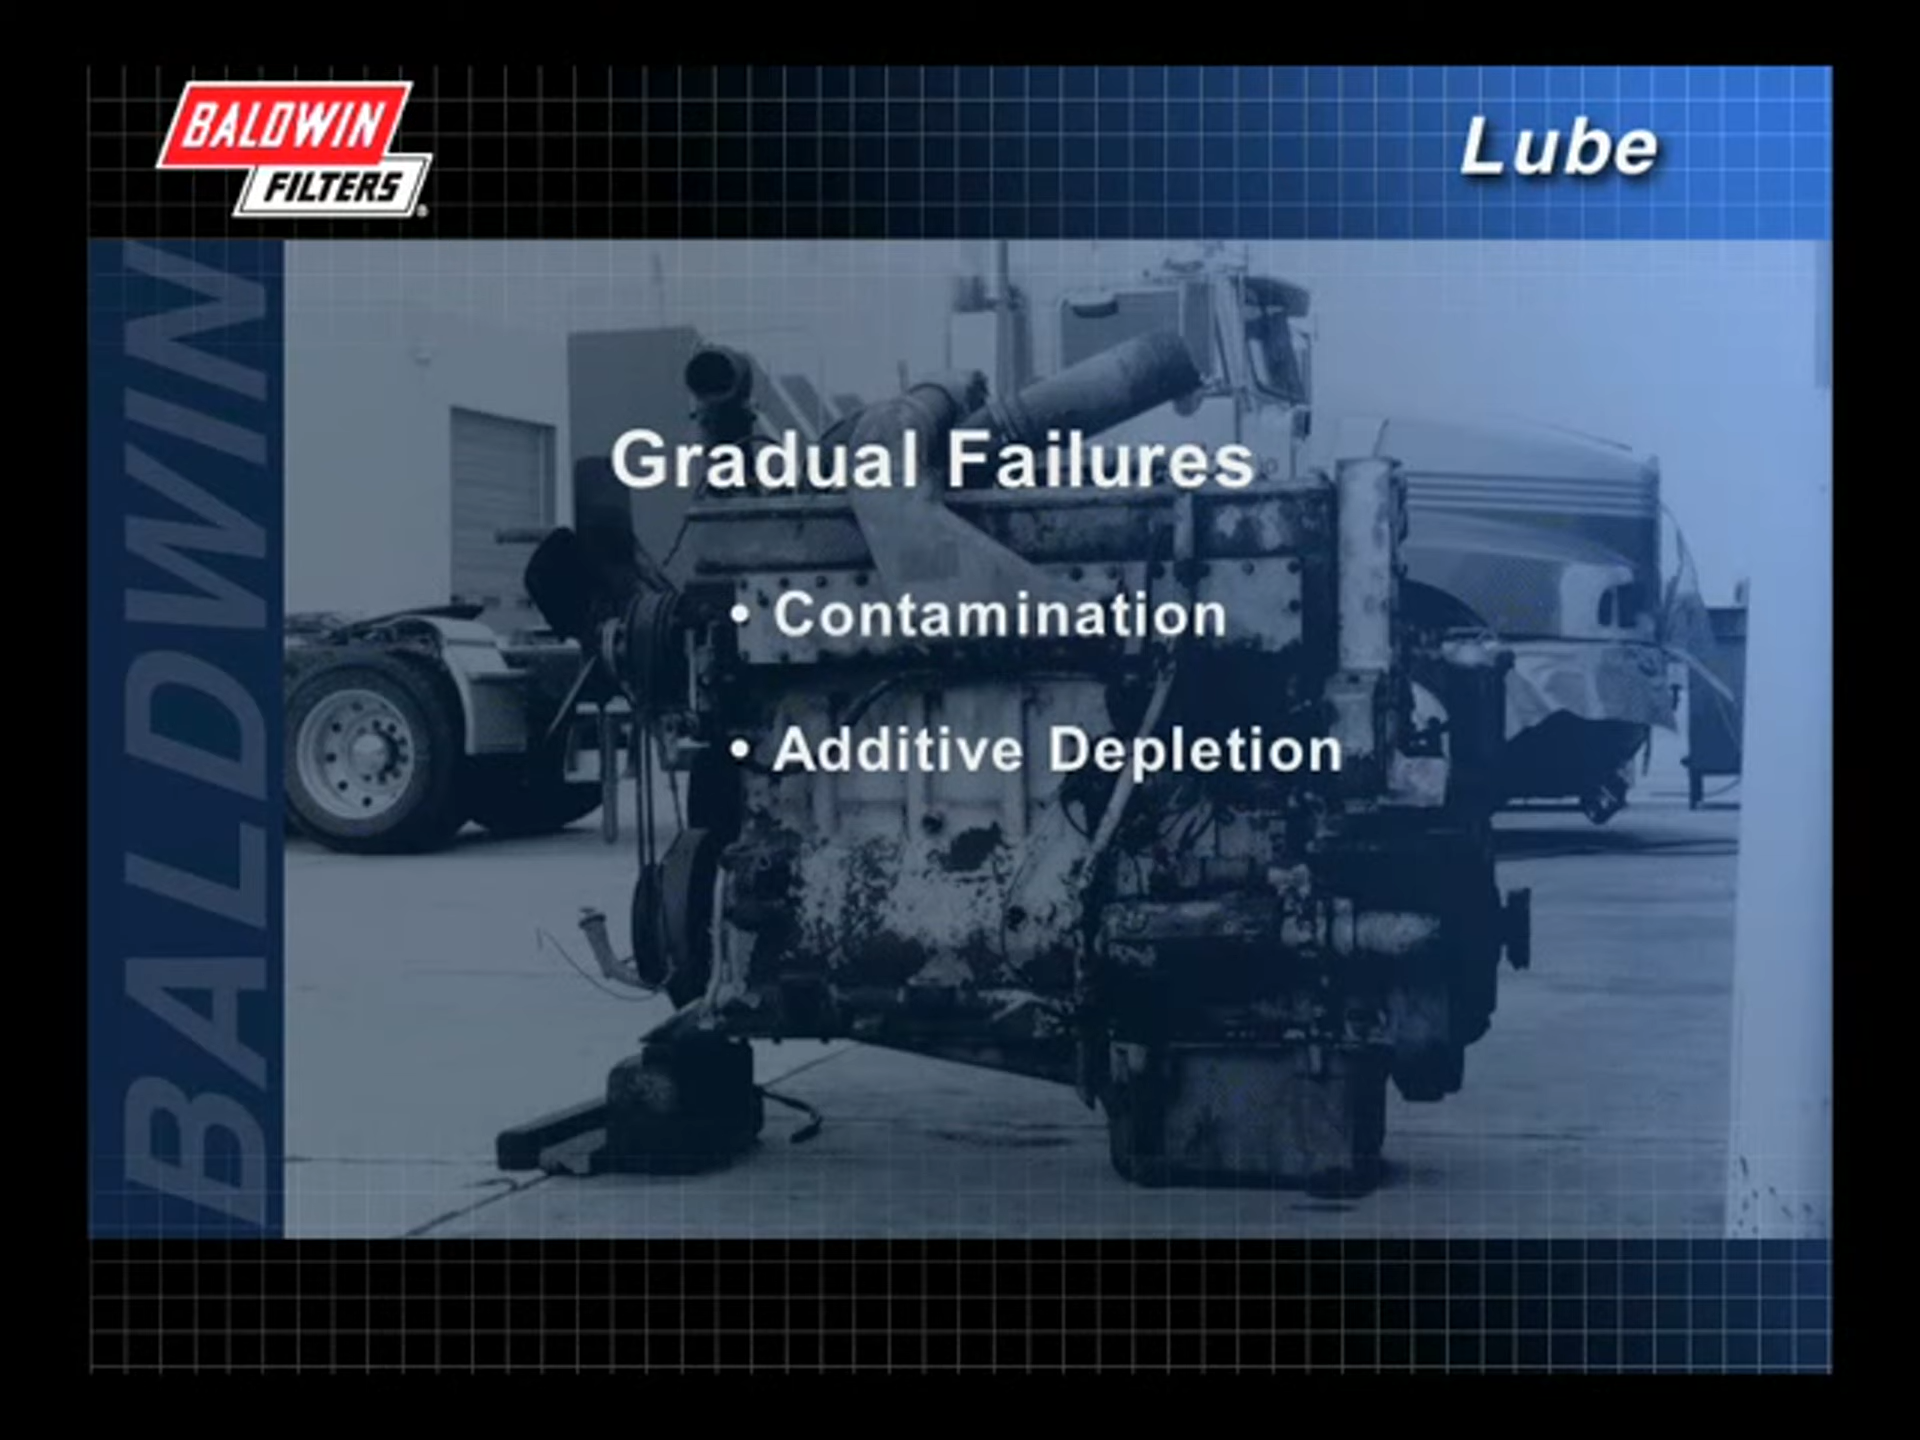 BALDWIN
FILTERS®
Lube
BALDWIN
Gradual Failures
• Contamination
• Additive Depletion